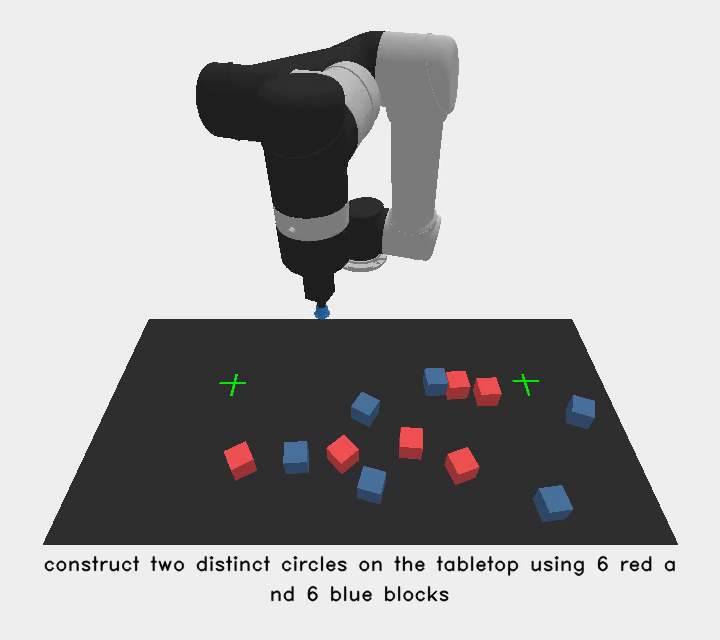 construct two distinct circles on the tabletop using 6 red a
nd 6 blue blocks